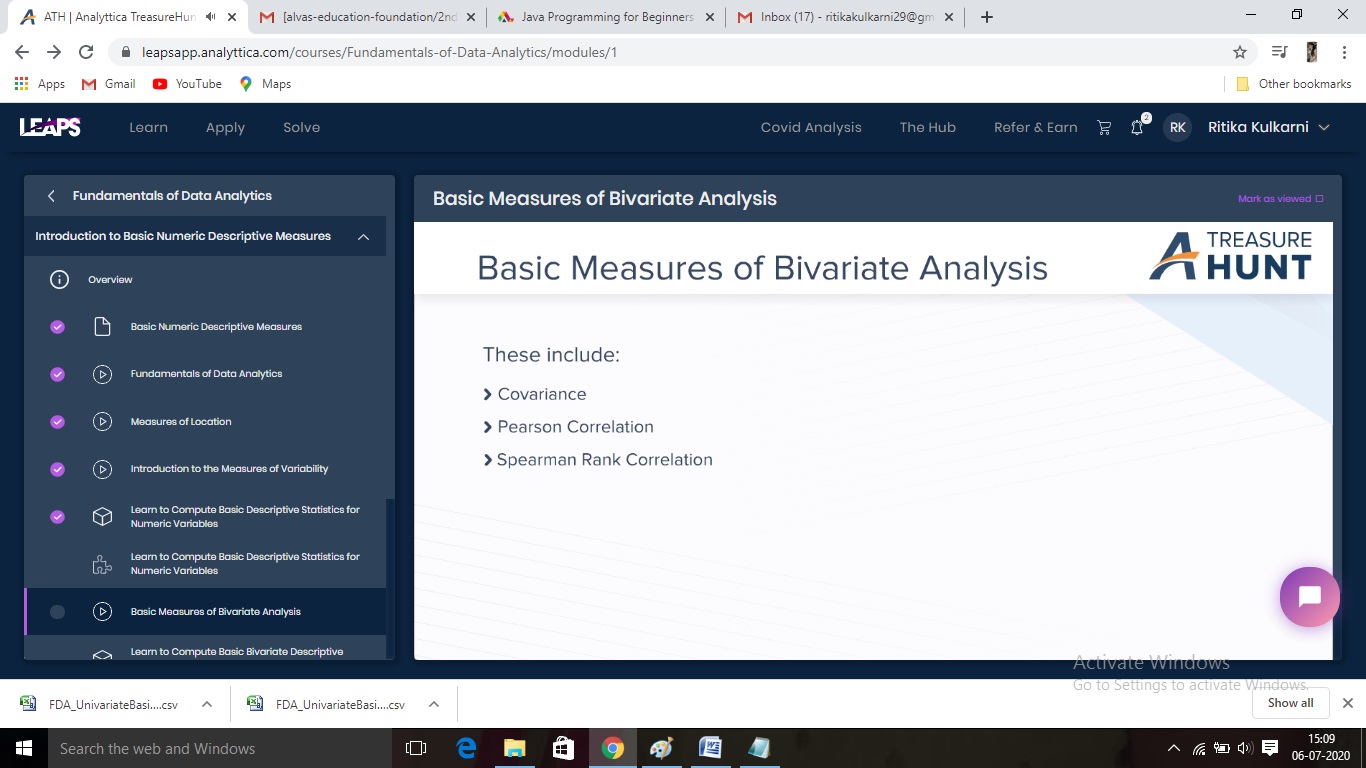 ATH | Analyttica TreasureHun
[alvas-education-foundation/2nd
Java Programming for Beginners
Inbox (17) - ritikakulkarni29@gm
leapsapp.analyttica.com/courses/Fundamentals-of-Data-Analytics/modules/1
Apps Gmail YouTube Maps Other bookmarks
LEAPS Learn Apply Solve Covid Analysis The Hub Refer & Earn 2 RK Ritika Kulkarni
Fundamentals of Data Analytics
Introduction to Basic Numeric Descriptive Measures
Overview
Basic Numeric Descriptive Measures
Fundamentals of Data Analytics
Measures of Location
Introduction to the Measures of Variability
Learn to Compute Basic Descriptive Statistics for
Numeric Variables
Learn to Compute Basic Descriptive Statistics for
Numeric Variables
Basic Measures of Bivariate Analysis
Learn to Compute Basic Bivariate Descriptive
Basic Measures of Bivariate Analysis
Mark as viewed
Basic Measures of Bivariate Analysis
TREASURE
HUNT
These include:
Covariance
Pearson Correlation
Spearman Rank Correlation
Activate Windows
Go to Settings to activate Windows.
FDA_UnivariateBasi....csv
FDA_UnivariateBasi....csv
Show all
Search the web and Windows
15:09
06-07-2020